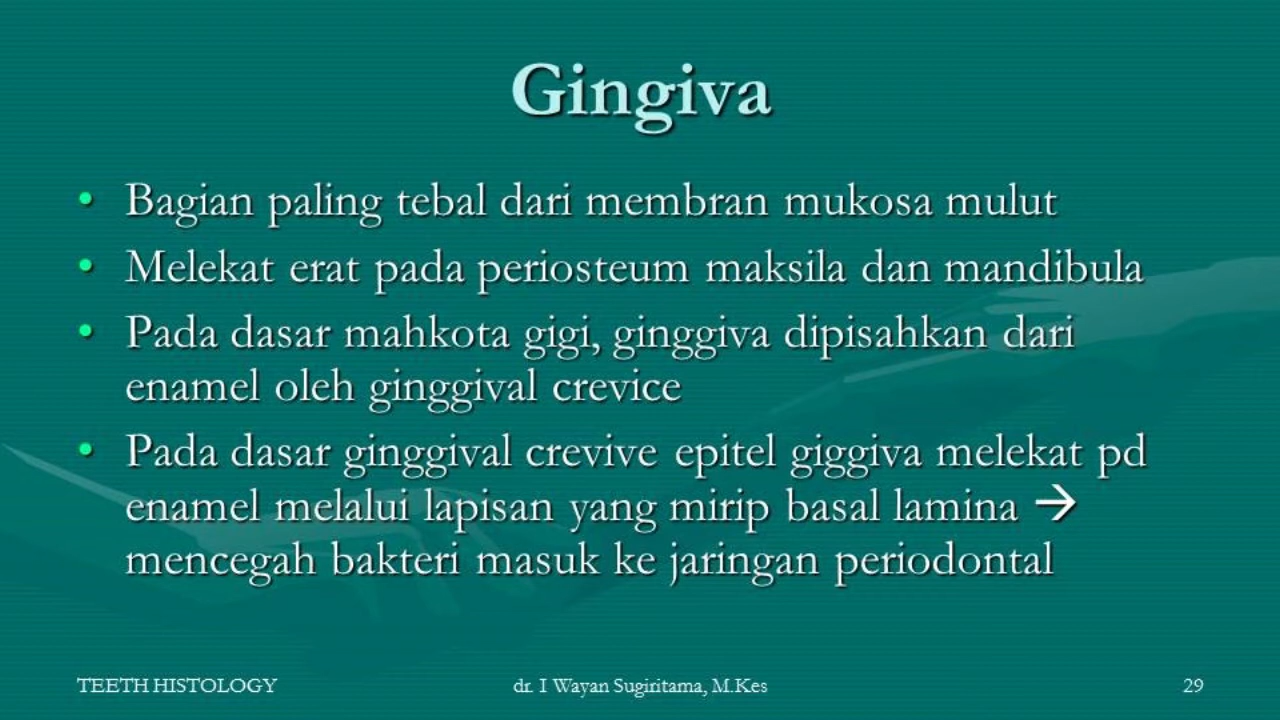 Gingiva
• Bagian paling tebal dari membran mukosa mulut
• Melekat erat pada periosteum maksila dan mandibula
• Pada dasar mahkota gigi, ginggiva dipisahkan dari
enamel oleh ginggival crevice
• Pada dasar ginggival crevive epitel giggiva melekat pd
enamel melalui lapisan yang mirip basal lamina →
mencegah bakteri masuk ke jaringan periodontal
TEETH HISTOLOGY
dr. I Wayan Sugiritama, M.Kes
29